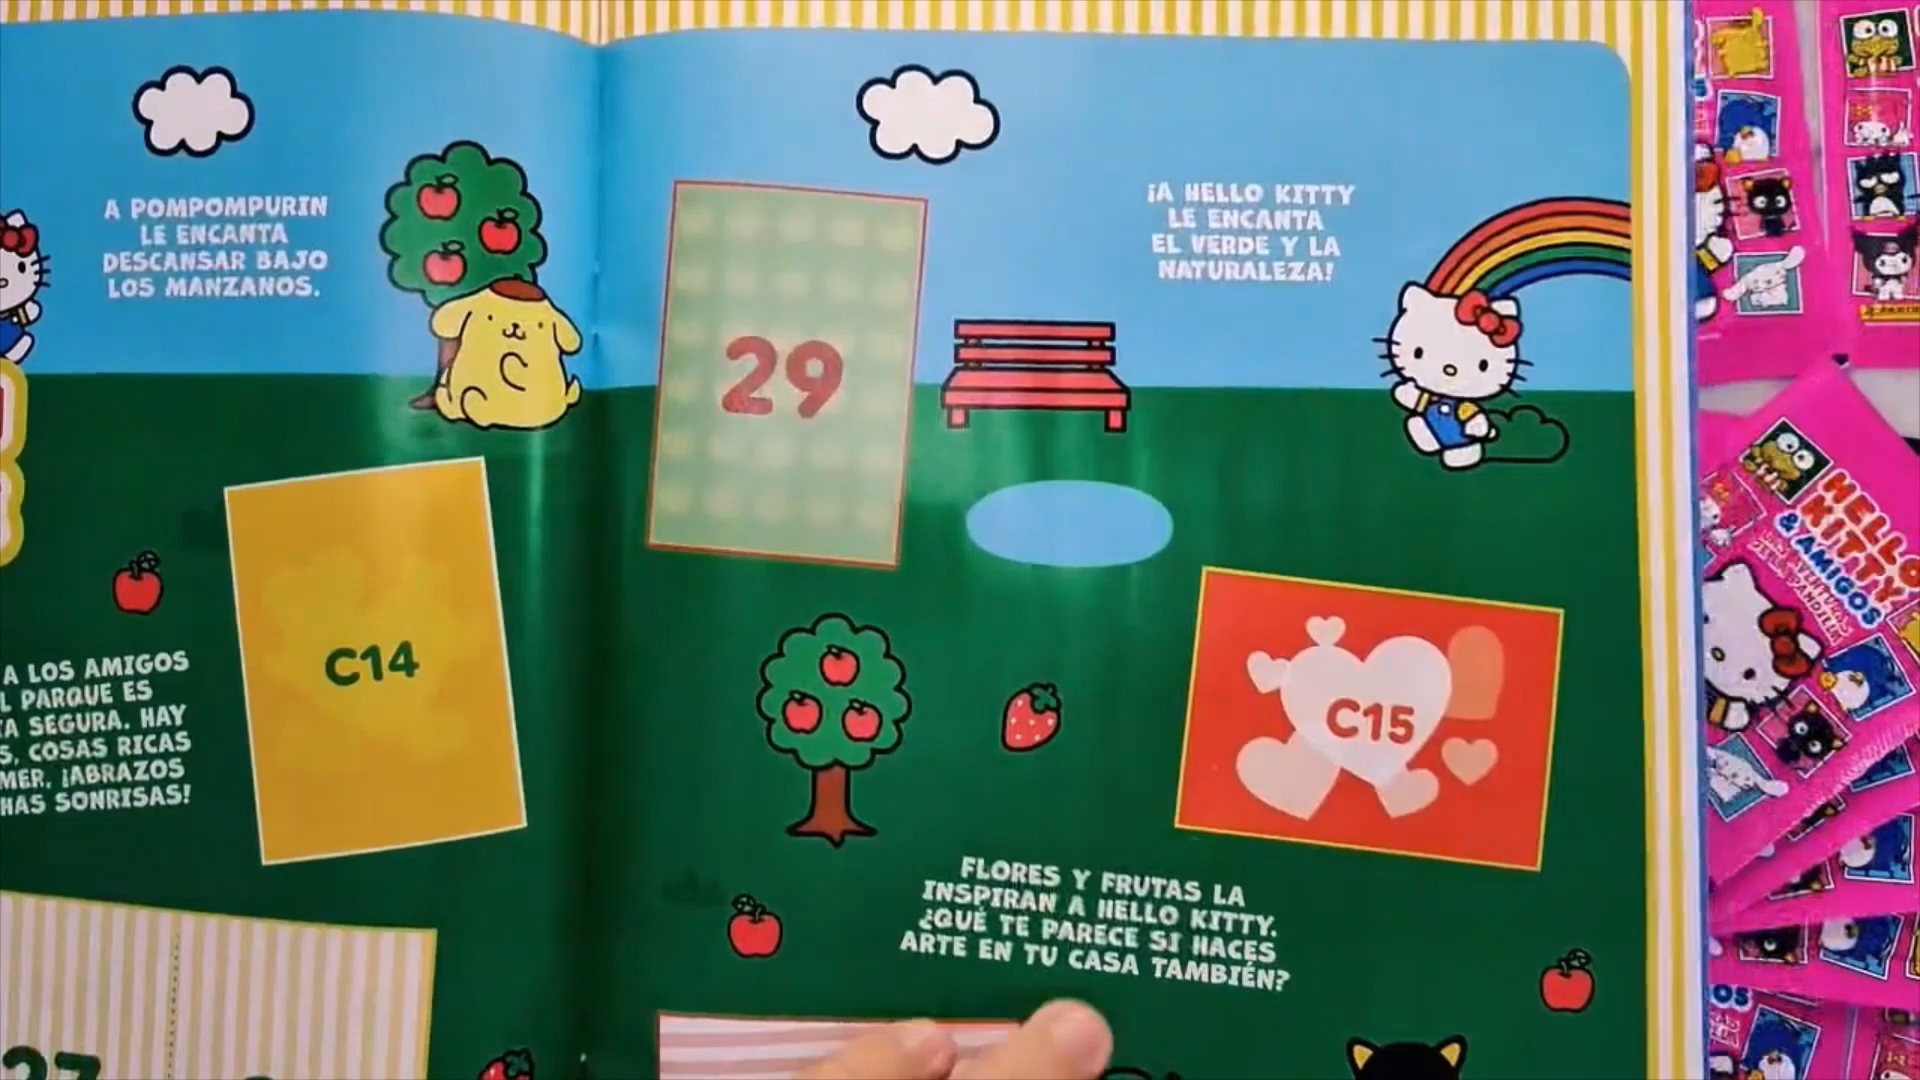 A POMPOMPURIN
LE ENCANTA
DESCANSAR BAJO
LOS MANZANOS.
29
¡A HELLO KITTY
LE ENCANTA
EL VERDE Y LA
NATURALEZA!
C14
A LOS AMIGOS
PARQUE ES
SEGURA. HAY
COSAS RICAS
¡ABRAZOS
SONRISAS!
C15
FLORES Y FRUTAS LA
INSPIRAN A HELLO KITTY.
¿QUÉ TE PARECE SI HACES
ARTE EN TU CASA TAMBIÉN?
27
HELLO
KITTY
& AMIGOS